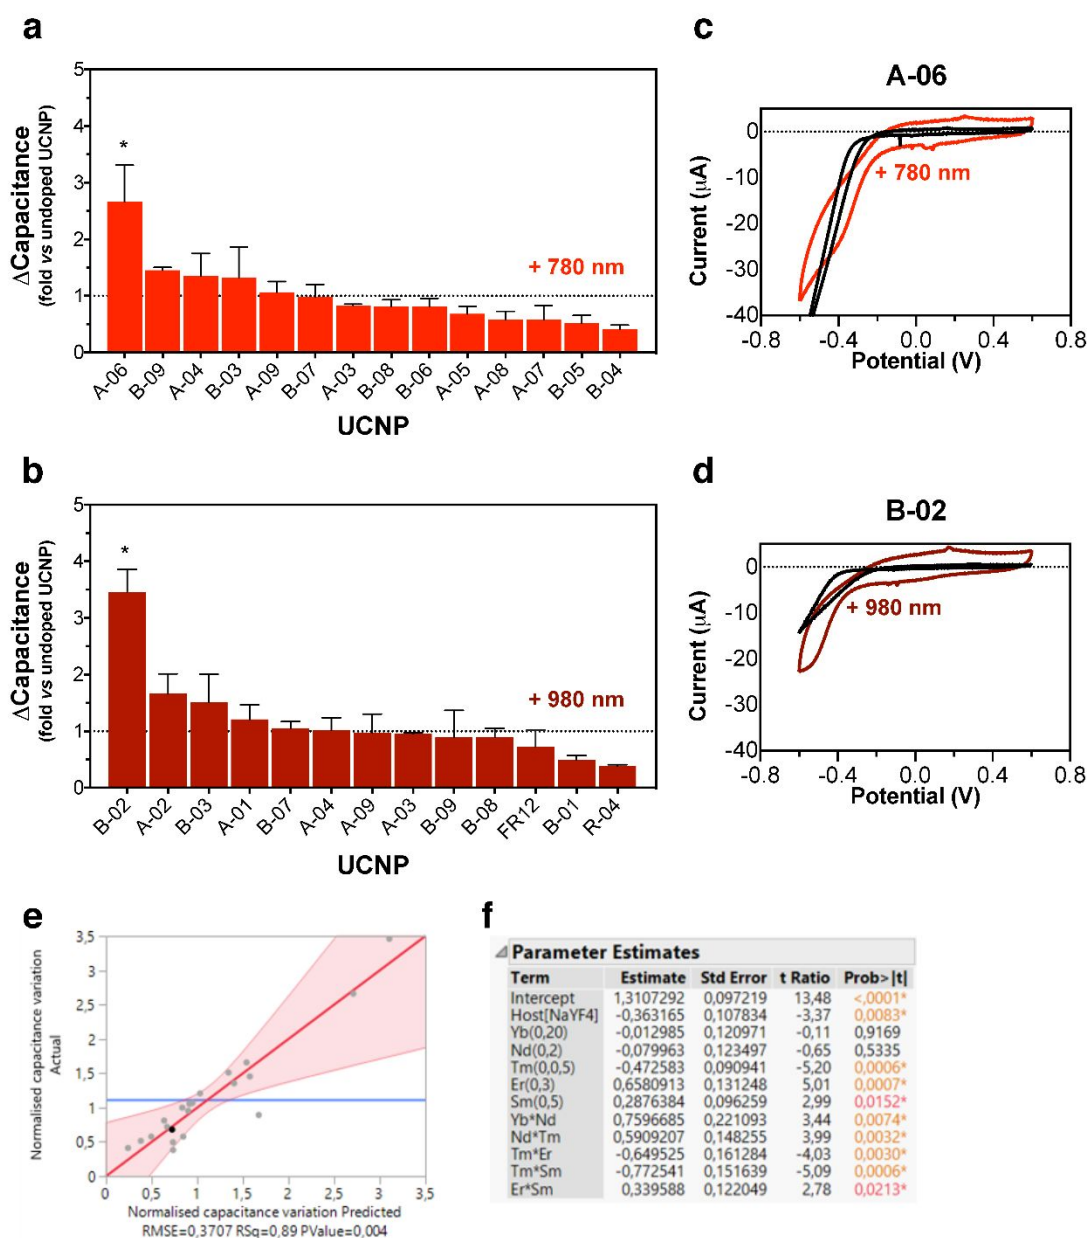 a
ΔCapacitance
(fold vs undoped UCNP)
5
4
3
2
1
0
*
+ 780 nm
A-06 B-09 A-04 B-03 A-09 B-07 A-03 B-08 B-06 A-05 A-08 A-07 B-05 B-04
UCNP
c
A-06
Current (µA)
0
-10
-20
-30
-40
+ 780 nm
-0.8 -0.4 0.0 0.4 0.8
Potential (V)
b
ΔCapacitance
(fold vs undoped UCNP)
5
4
3
2
1
0
*
+ 980 nm
B-02 A-02 B-03 A-01 B-07 A-04 A-09 A-03 B-09 B-08 FR12 B-01 R-04
UCNP
d
B-02
Current (µA)
0
-10
-20
-30
-40
+ 980 nm
-0.8 -0.4 0.0 0.4 0.8
Potential (V)
e
Normalised capacitance variation
Actual
3,5
3
2,5
2
1,5
1
0,5
0
0 0,5 1 1,5 2 2,5 3 3,5
Normalised capacitance variation Predicted
RMSE=0,3707 RSq=0,89 PValue=0,004
f
Parameter Estimates
Term Estimate Std Error t Ratio Prob>|t|
Intercept 1,3107292 0,097219 13,48 <,0001*
Host[NaYF4] -0,363165 0,107834 -3,37 0,0083*
Yb(0,20) -0,012985 0,120971 -0,11 0,9169
Nd(0,2) -0,079963 0,123497 -0,65 0,5335
Tm(0,0,5) -0,472583 0,090941 -5,20 0,0006*
Er(0,3) 0,6580913 0,131248 5,01 0,0007*
Sm(0,5) 0,2876384 0,096259 2,99 0,0152*
Yb*Nd 0,7596685 0,221093 3,44 0,0074*
Nd*Tm 0,5909207 0,148255 3,99 0,0032*
Tm*Er -0,649525 0,161284 -4,03 0,0030*
Tm*Sm -0,772541 0,151639 -5,09 0,0006*
Er*Sm 0,339588 0,122049 2,78 0,0213*